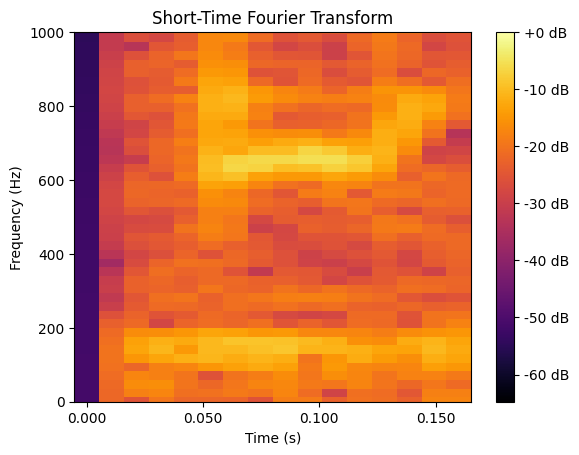 Short-Time Fourier Transform
1000
800
600
400
200
0
Frequency (Hz)
0.000
0.050
0.100
0.150
Time (s)
+0 dB
-10 dB
-20 dB
-30 dB
-40 dB
-50 dB
-60 dB